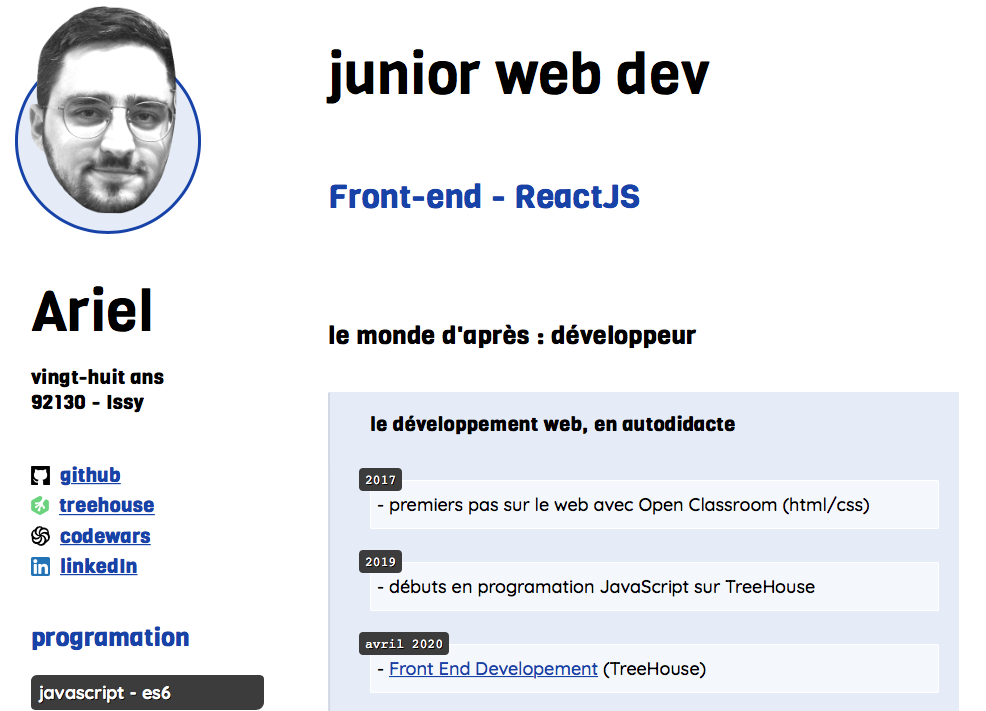 junior web dev
Front-end - ReactJS
Ariel
vingt-huit ans
92130 - Issy
github
treehouse
codewars
linkedIn
programation
javascript - es6
le monde d'après : développeur
le développement web, en autodidacte
2017
- premiers pas sur le web avec Open Classroom (html/css)
2019
- débuts en programation JavaScript sur TreeHouse
avril 2020
- Front End Developement (TreeHouse)